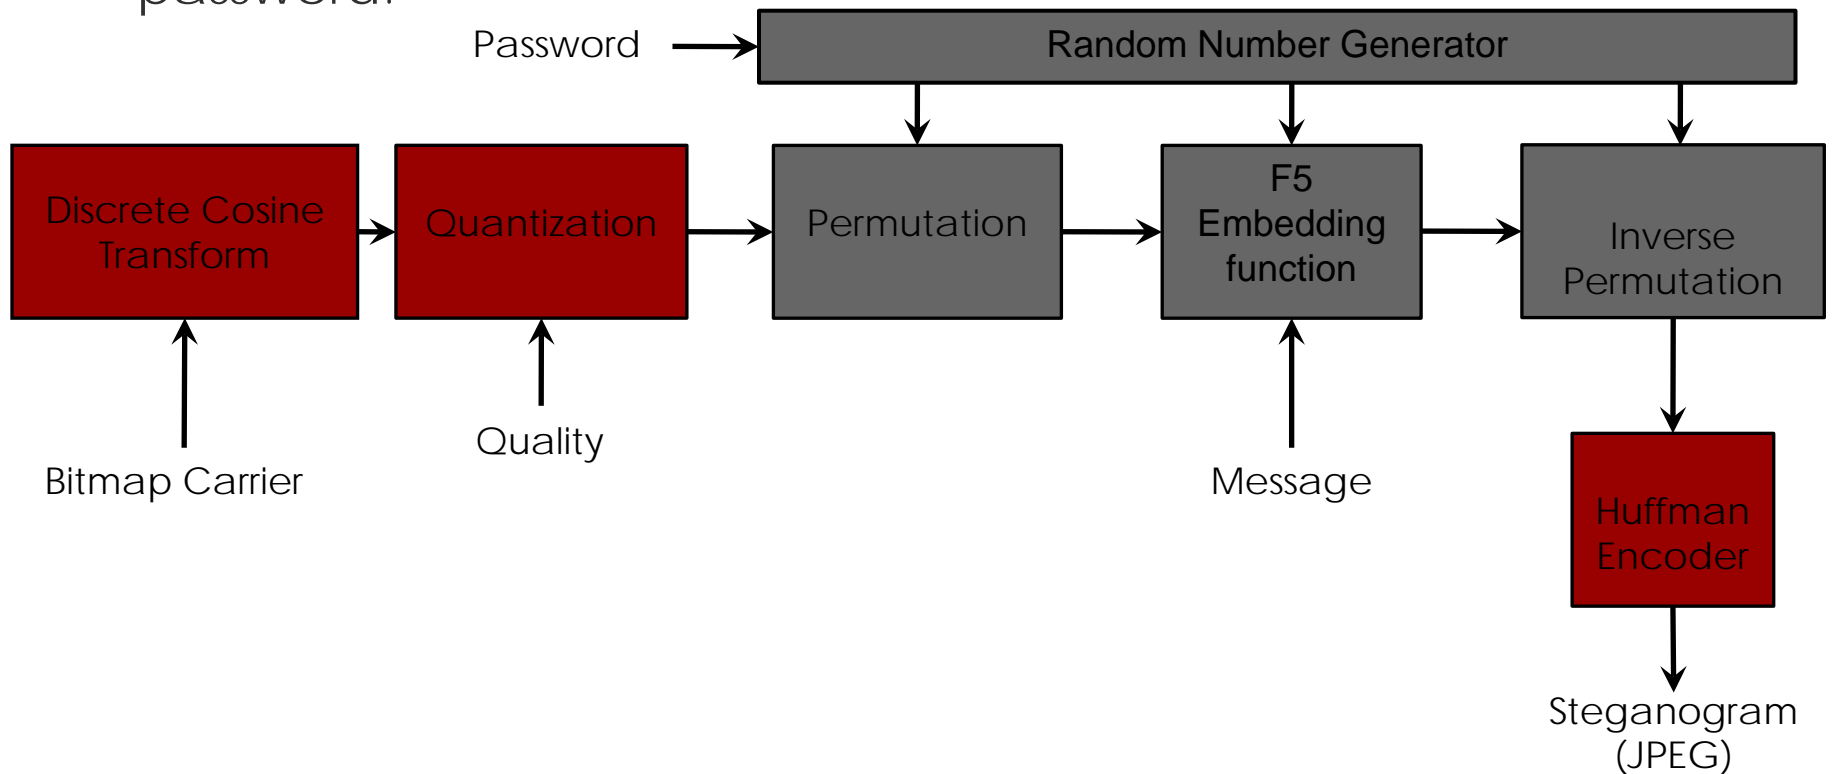 password.
Password
Random Number Generator
Discrete Cosine
Transform
Quantization
Permutation
F5
Embedding
function
Inverse
Permutation
Bitmap Carrier
Quality
Message
Huffman
Encoder
Steganogram
(JPEG)